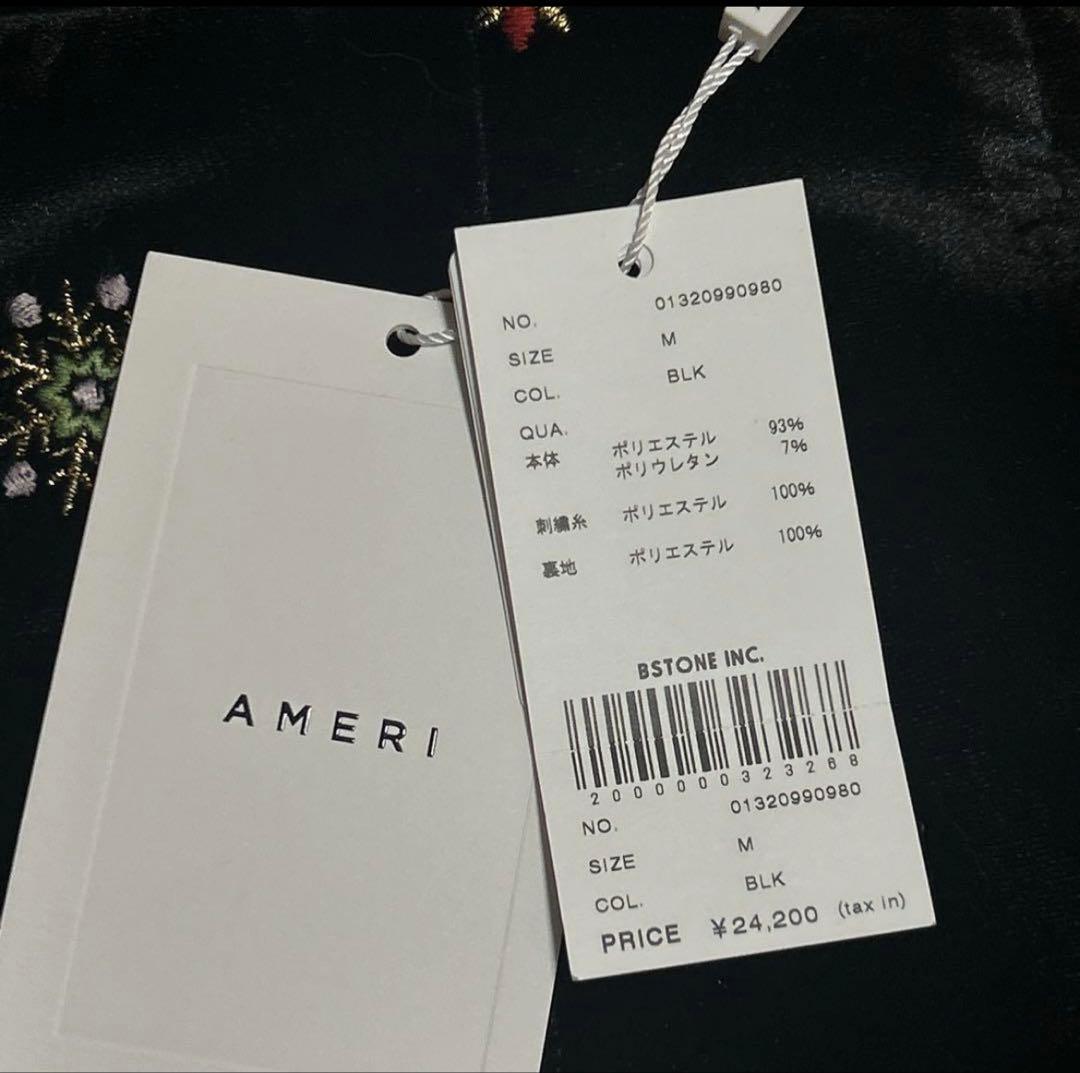 AMERI
NO. 01320990980
SIZE M
COL. BLK
QUA.
本体 ポリエステル 93%
ポリウレタン 7%
刺繍糸 ポリエステル 100%
裏地 ポリエステル 100%
BSTONE INC.
2000000323268
NO. 01320990980
SIZE M
COL. BLK
PRICE ¥24,200 (tax in)